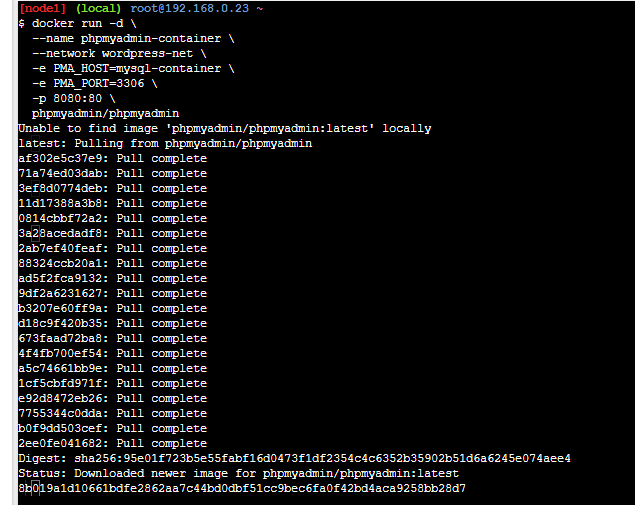 [node1] (local) root@192.168.0.23 ~
$ docker run -d \
--name phpmyadmin-container \
--network wordpress-net \
-e PMA_HOST=mysql-container \
-e PMA_PORT=3306 \
-p 8080:80 \
phpmyadmin/phpmyadmin
Unable to find image 'phpmyadmin/phpmyadmin:latest' locally
latest: Pulling from phpmyadmin/phpmyadmin
af302e5c37e9: Pull complete
71a74ed03dab: Pull complete
3ef8d0774deb: Pull complete
11d17388a3b8: Pull complete
0814cbbf72a2: Pull complete
3a28acedadf8: Pull complete
2ab7ef40feaf: Pull complete
88324ccb20a1: Pull complete
ad5f2fca9132: Pull complete
9df2a6231627: Pull complete
b3207e60ff9a: Pull complete
d18c9f420b35: Pull complete
673faad72ba8: Pull complete
4f4fb700ef54: Pull complete
a5c74661bb9e: Pull complete
1cf5cbfd971f: Pull complete
e92d8472eb26: Pull complete
7755344c0dda: Pull complete
b0f9dd503cef: Pull complete
2ee0fe041682: Pull complete
Digest: sha256:95e01f723b5e55fabf16d0473f1df2354c4c6352b35902b51d6a6245e074aee4
Status: Downloaded newer image for phpmyadmin/phpmyadmin:latest
8b019a1d10661bdfe2862aa7c44bd0dbf51cc9bec6fa0f42bd4aca9258bb28d7